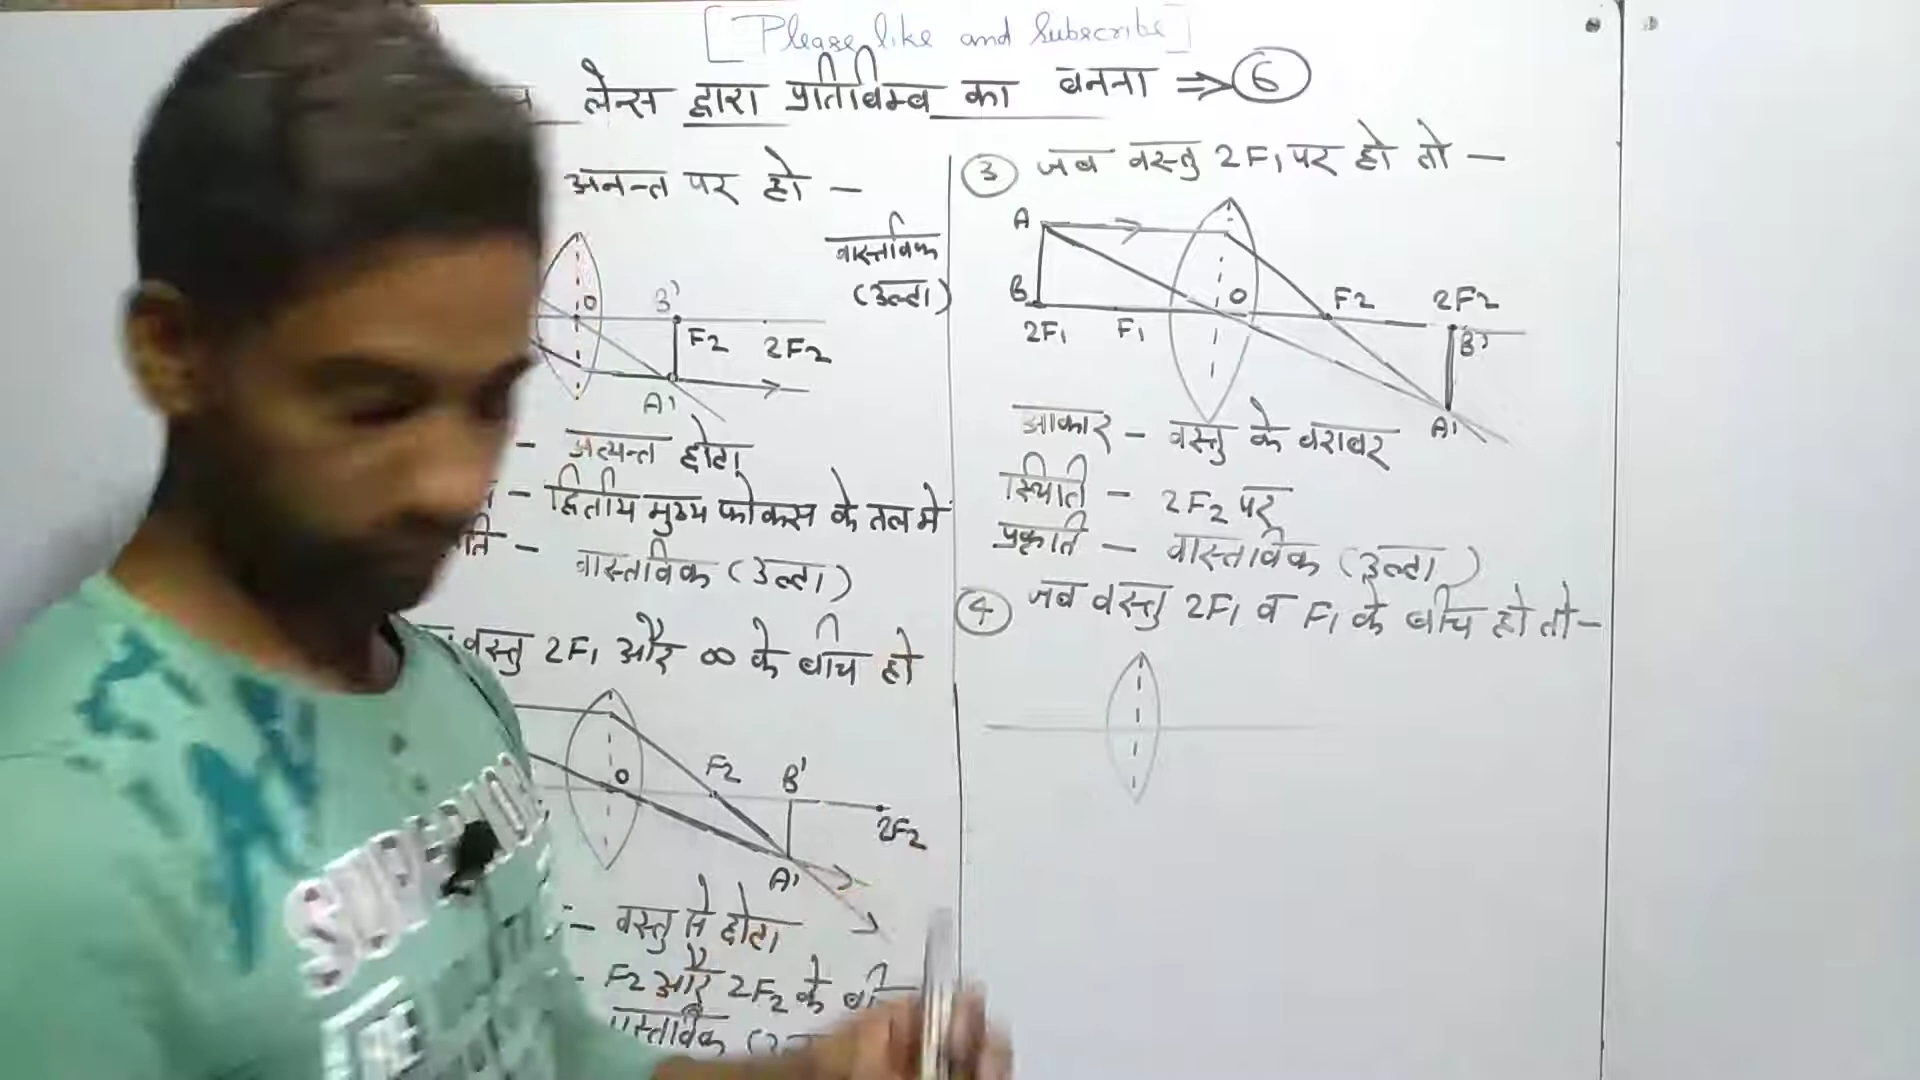 [Please like and Subscribe]
लेन्स द्वारा प्रतिबिम्ब का बनना ⇒ 6
अनन्त पर हो —
वास्तविक
(उल्टा)
O B' F2 2F2
A'
- अत्यन्त छोटा
- द्वितीय मुख्य फोकस के तल मे
- वास्तविक (उल्टा)
वस्तु 2F1 और ∞ के बीच हो
O F2 B' 2F2
A'
- वस्तु से छोटा
- F2 और 2F2 के
वास्तविक
3 जब वस्तु 2F1 पर हो तो —
A
B O F2 2F2
2F1 F1 B'
A'
आकार - वस्तु के बराबर
स्थिति - 2F2 पर
प्रकृति — वास्तविक (उल्टा)
4 जब वस्तु 2F1 व F1 के बीच हो तो —